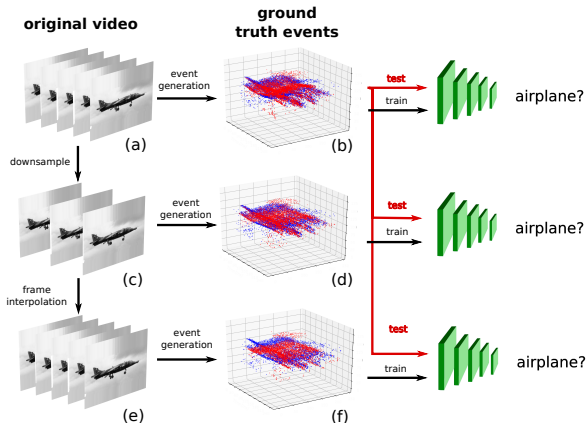 original video
ground
truth events
event
generation
test
train
airplane?
(a)
(b)
downsample
event
generation
test
train
airplane?
(c)
(d)
frame
interpolation
event
generation
test
train
airplane?
(e)
(f)